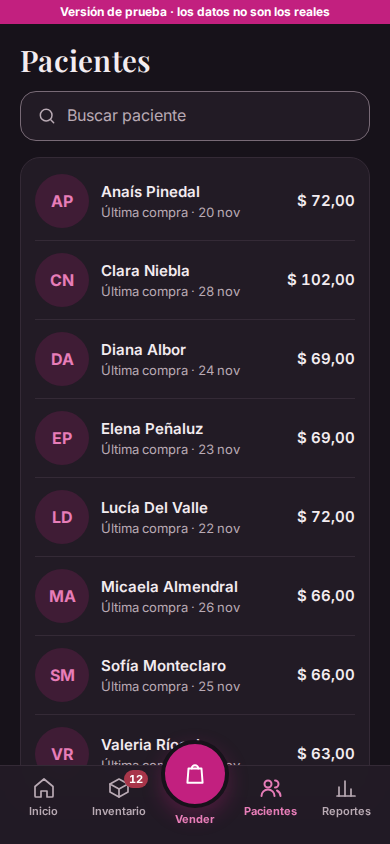 Versión de prueba · los datos no son los reales
Pacientes
Buscar paciente
AP
Anaís Pinedal
Última compra · 20 nov
$ 72,00
CN
Clara Niebla
Última compra · 28 nov
$ 102,00
DA
Diana Albor
Última compra · 24 nov
$ 69,00
EP
Elena Peñaluz
Última compra · 23 nov
$ 69,00
LD
Lucía Del Valle
Última compra · 22 nov
$ 72,00
MA
Micaela Almendral
Última compra · 26 nov
$ 66,00
SM
Sofía Monteclaro
Última compra · 25 nov
$ 66,00
VR
Valeria
$ 63,00
12
Inicio
Inventario
Vender
Pacientes
Reportes